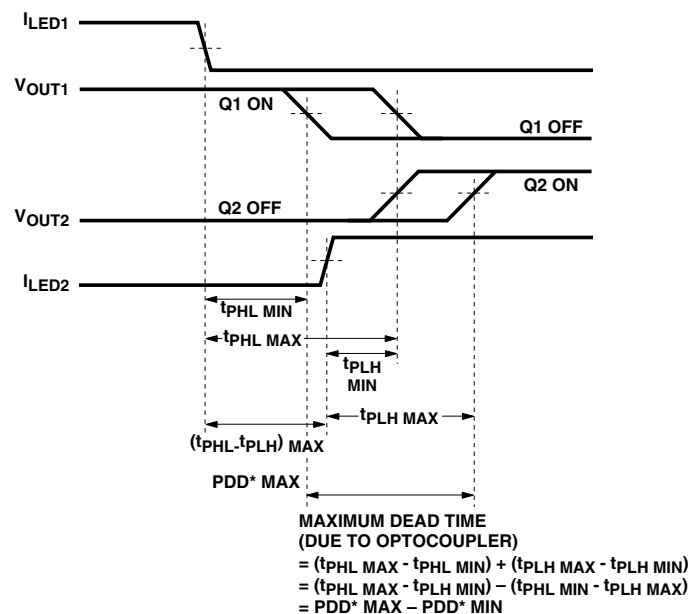 ILED1
VOUT1
Q1 ON
Q1 OFF
Q2 ON
Q2 OFF
VOUT2
ILED2
tPHL MIN
tPHL MAX
tPLH
MIN
tPLH MAX
(tPHL-tPLH) MAX
PDD* MAX
MAXIMUM DEAD TIME
(DUE TO OPTOCOUPLER)
= (tPHL MAX - tPHL MIN) + (tPLH MAX - tPLH MIN)
= (tPHL MAX - tPLH MIN) – (tPHL MIN - tPLH MAX)
= PDD* MAX – PDD* MIN